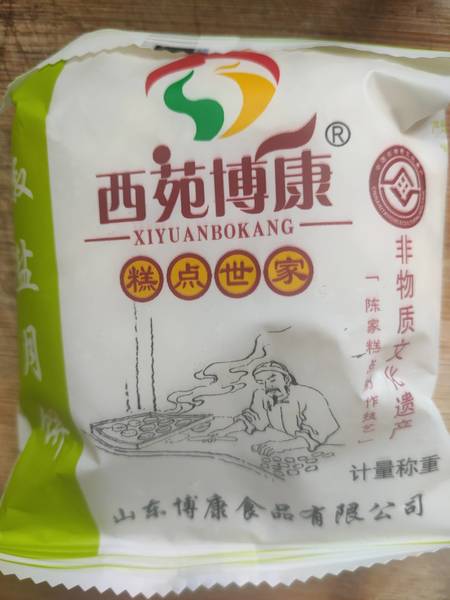 西苑博康®
XIYUANBOKANG
糕点世家
非物质文化遗产
「陈家糕点制作技艺」
计量称重
山东博康食品有限公司
盐月饼